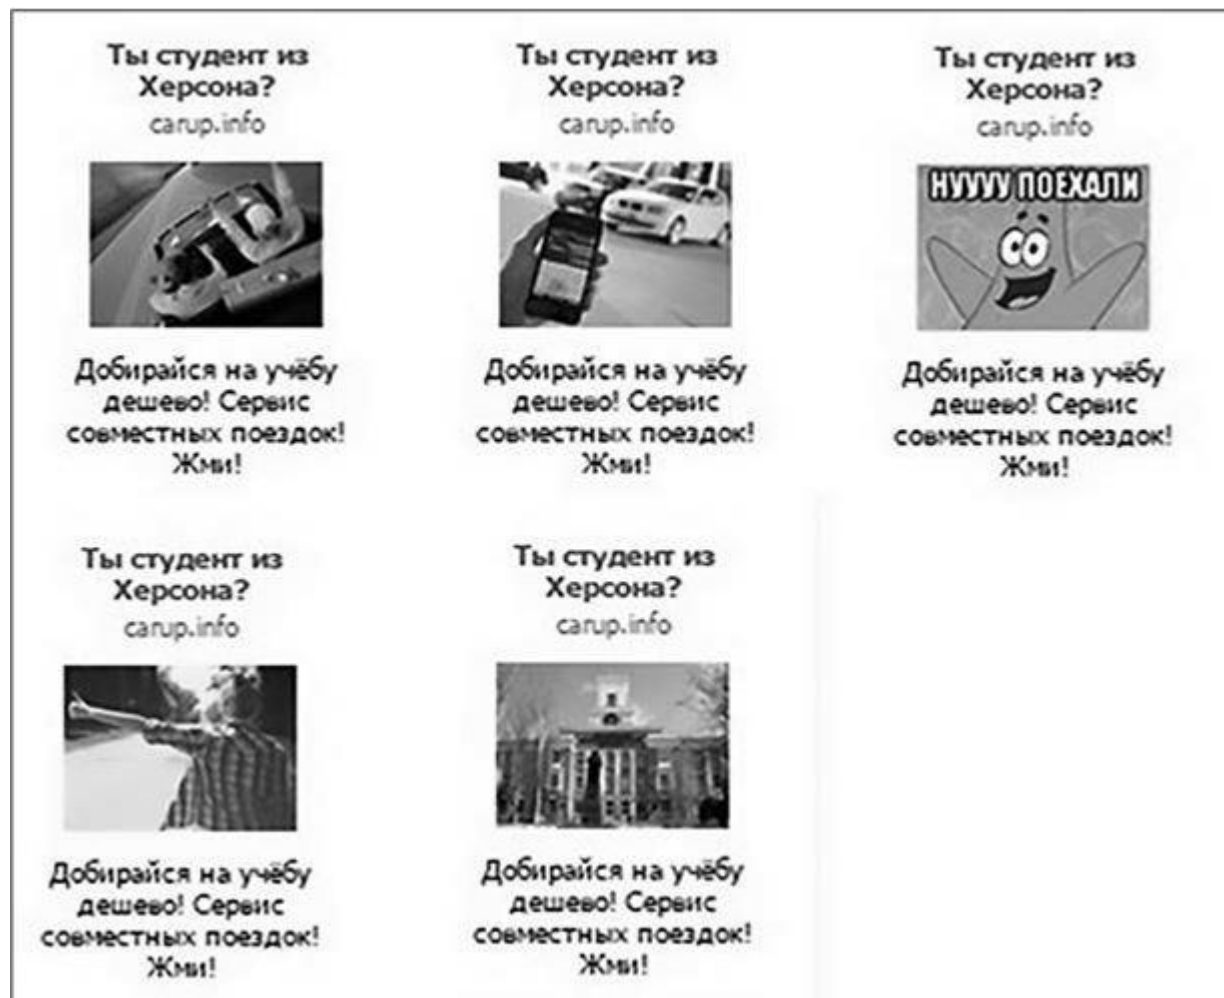 Ты студент из
Херсона?
carup.info
Добирайся на учёбу
дешево! Сервис
совместных поездок!
Жми!
Ты студент из
Херсона?
carup.info
Добирайся на учёбу
дешево! Сервис
совместных поездок!
Жми!
Ты студент из
Херсона?
carup.info
НУУУУ ПОЕХАЛИ
Добирайся на учёбу
дешево! Сервис
совместных поездок!
Жми!
Ты студент из
Херсона?
carup.info
Добирайся на учёбу
дешево! Сервис
совместных поездок!
Жми!
Ты студент из
Херсона?
carup.info
Добирайся на учёбу
дешево! Сервис
совместных поездок!
Жми!